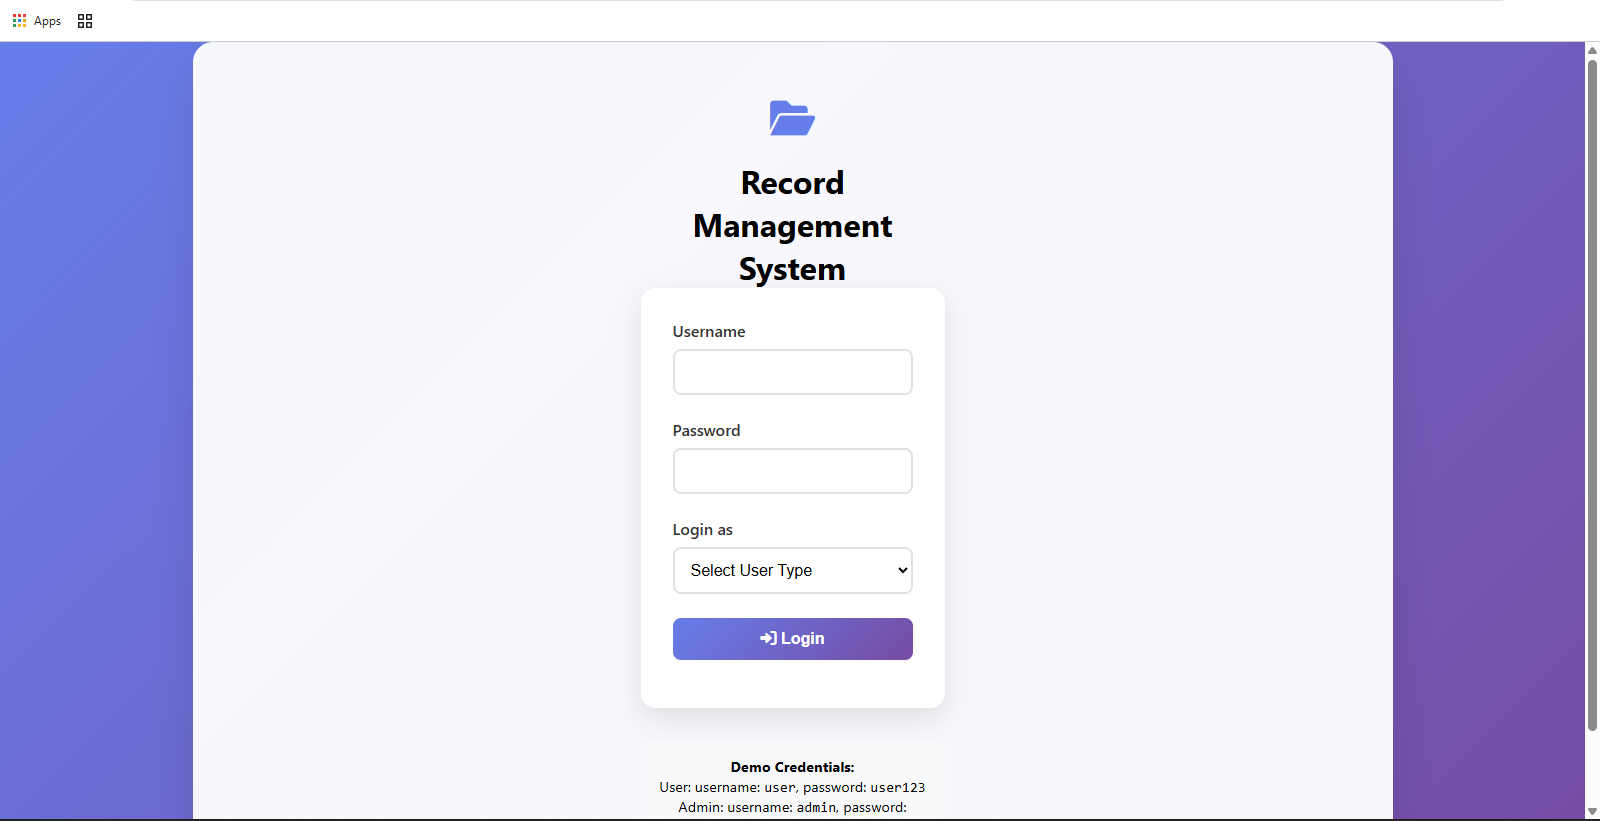 Apps
Record
Management
System
Username
Password
Login as
Select User Type
Login
Demo Credentials:
User: username: user, password: user123
Admin: username: admin, password: